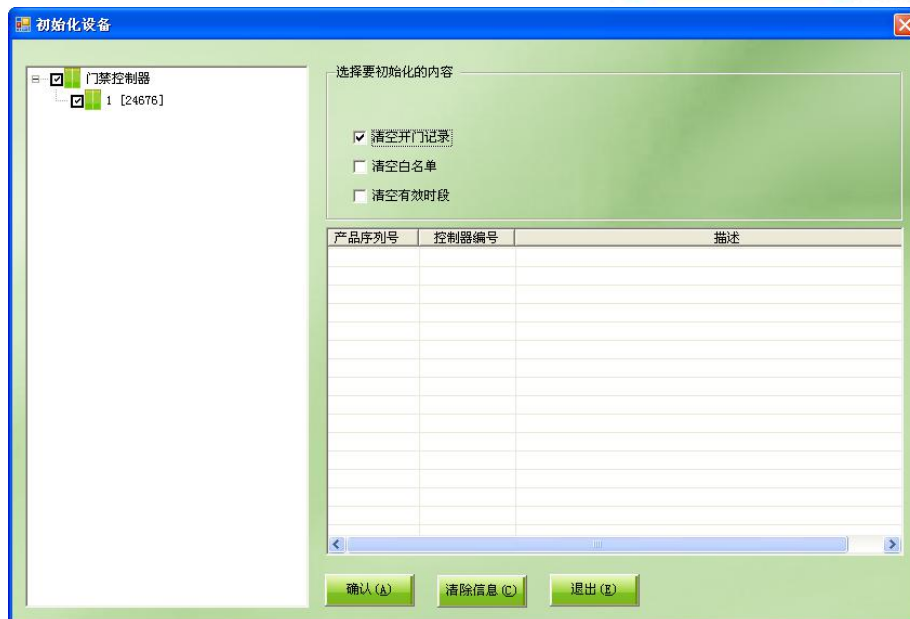 初始化设备
门禁控制器
1 [24676]
选择要初始化的内容
清空开门记录
清空白名单
清空有效时段
产品序列号 控制器编号 描述
确认(A) 清除信息(C) 退出(E)